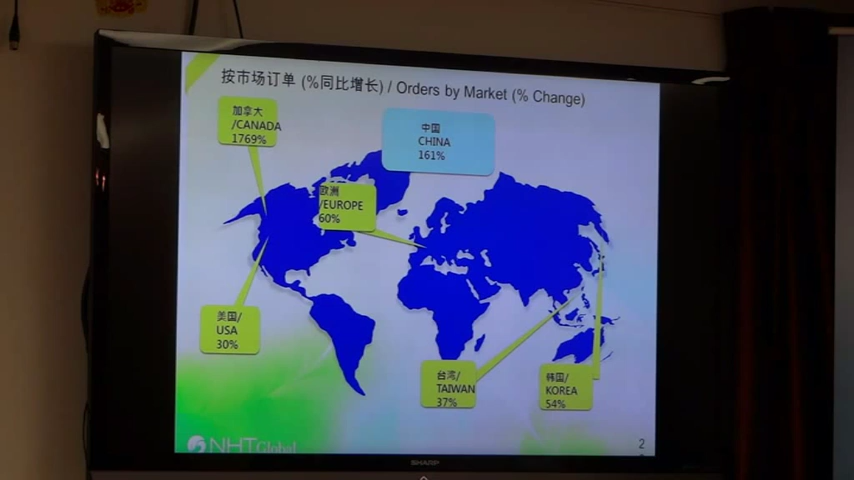 按市场订单 (%同比增长) / Orders by Market (% Change)
加拿大
/CANADA
1769%
中国
CHINA
161%
欧洲
/EUROPE
60%
美国/
USA
30%
台湾/
TAIWAN
37%
韩国/
KOREA
54%
NHT Global
2
SHARP